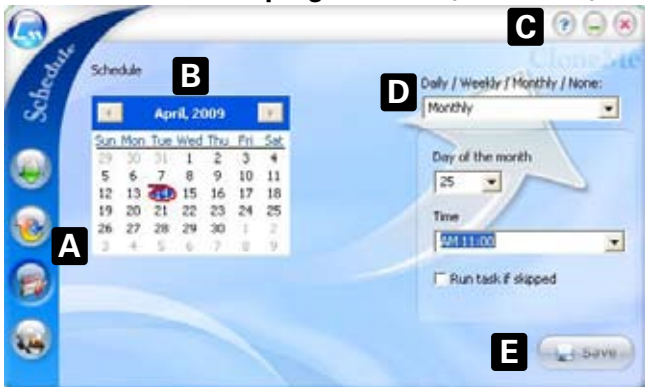 C
Schedule
CloneMe
Schedule
B
D
Daily / Weekly / Monthly / None:
Monthly
April, 2009
Sun Mon Tue Wed Thu Fri Sat
29 30 31 1 2 3 4
5 6 7 8 9 10 11
12 13 14 15 16 17 18
19 20 21 22 23 24 25
26 27 28 29 30 1 2
3 4 5 6 7 8 9
Day of the month
25
Time
AM 11:00
A
Run task if skipped
E
Save